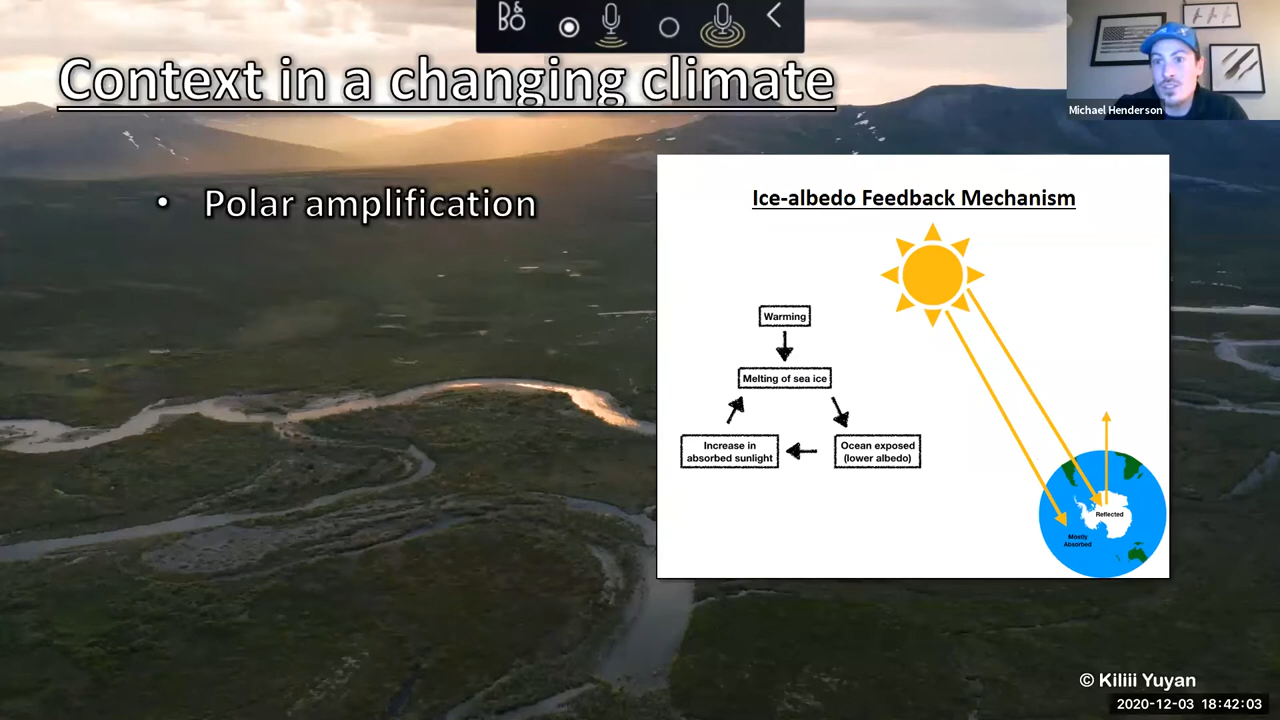 B&O
Context in a changing climate
Michael Henderson
• Polar amplification
Ice-albedo Feedback Mechanism
Warming
Melting of sea ice
Increase in
absorbed sunlight
Ocean exposed
(lower albedo)
Reflected
Mostly
Absorbed
© Kiliii Yuyan
2020-12-03 18:42:03